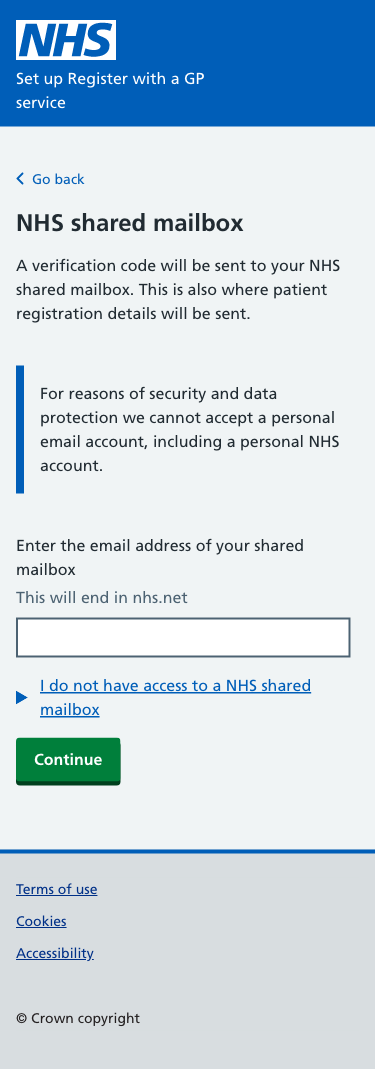 NHS
Set up Register with a GP
service
Go back
NHS shared mailbox
A verification code will be sent to your NHS
shared mailbox. This is also where patient
registration details will be sent.
For reasons of security and data
protection we cannot accept a personal
email account, including a personal NHS
account.
Enter the email address of your shared
mailbox
This will end in nhs.net
I do not have access to a NHS shared
mailbox
Continue
Terms of use
Cookies
Accessibility
© Crown copyright